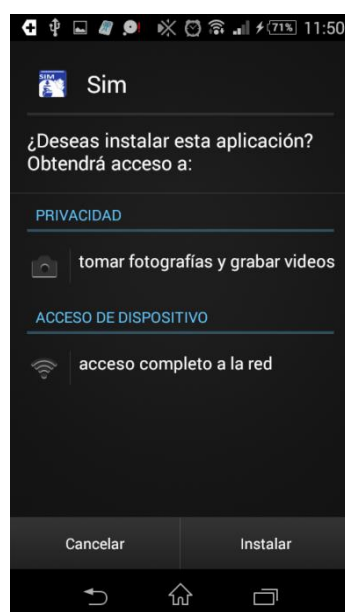 71% 11:50
SIM
Sim
¿Deseas instalar esta aplicación?
Obtendrá acceso a:
PRIVACIDAD
tomar fotografías y grabar videos
ACCESO DE DISPOSITIVO
acceso completo a la red
Cancelar Instalar